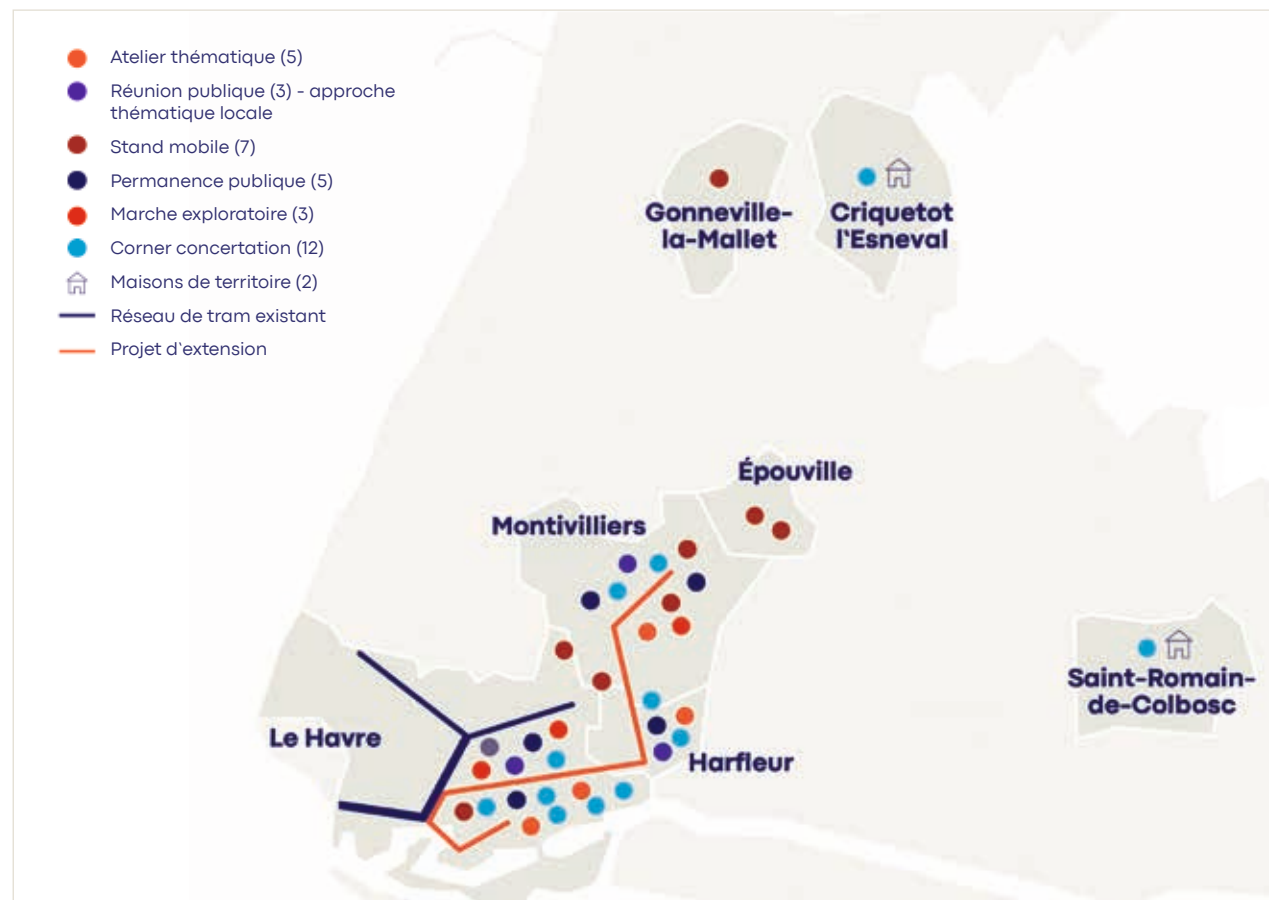 Atelier thématique (5)
Réunion publique (3) - approche
thématique locale
Stand mobile (7)
Permanence publique (5)
Marche exploratoire (3)
Corner concertation (12)
Maisons de territoire (2)
Réseau de tram existant
Projet d'extension
Gonneville-
la-Mallet
Criquetot
l'Esneval
Épouville
Montivilliers
Saint-Romain-
de-Colbosc
Le Havre
Harfleur